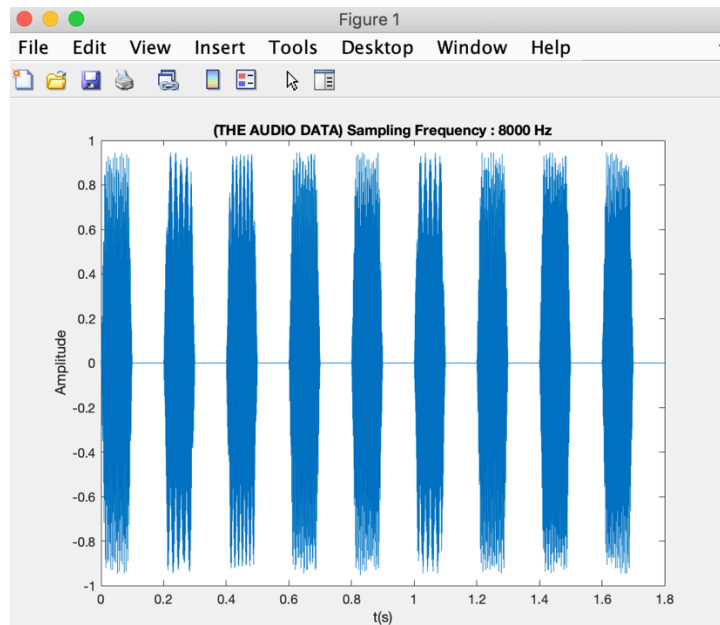 Figure 1
File Edit View Insert Tools Desktop Window Help
(THE AUDIO DATA) Sampling Frequency : 8000 Hz
1
0.8
0.6
0.4
0.2
0
-0.2
-0.4
-0.6
-0.8
-1
Amplitude
0 0.2 0.4 0.6 0.8 1 1.2 1.4 1.6 1.8
t(s)